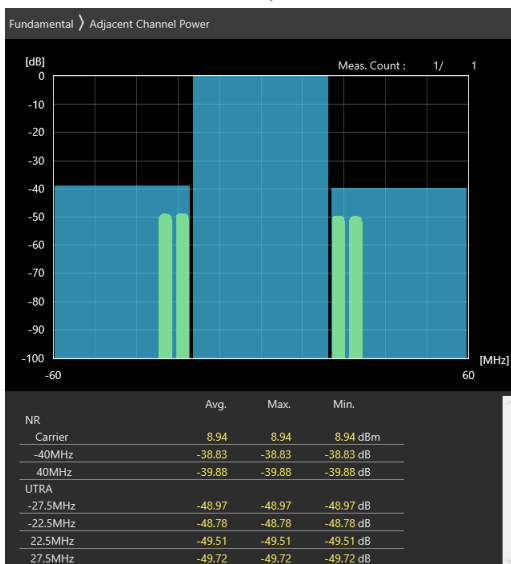 Fundamental 〉 Adjacent Channel Power
[dB]
Meas. Count : 1/ 1
0
-10
-20
-30
-40
-50
-60
-70
-80
-90
-100
[MHz]
-60 60
Avg. Max. Min.
NR
Carrier 8.94 8.94 8.94 dBm
-40MHz -38.83 -38.83 -38.83 dB
40MHz -39.88 -39.88 -39.88 dB
UTRA
-27.5MHz -48.97 -48.97 -48.97 dB
-22.5MHz -48.78 -48.78 -48.78 dB
22.5MHz -49.51 -49.51 -49.51 dB
27.5MHz -49.72 -49.72 -49.72 dB